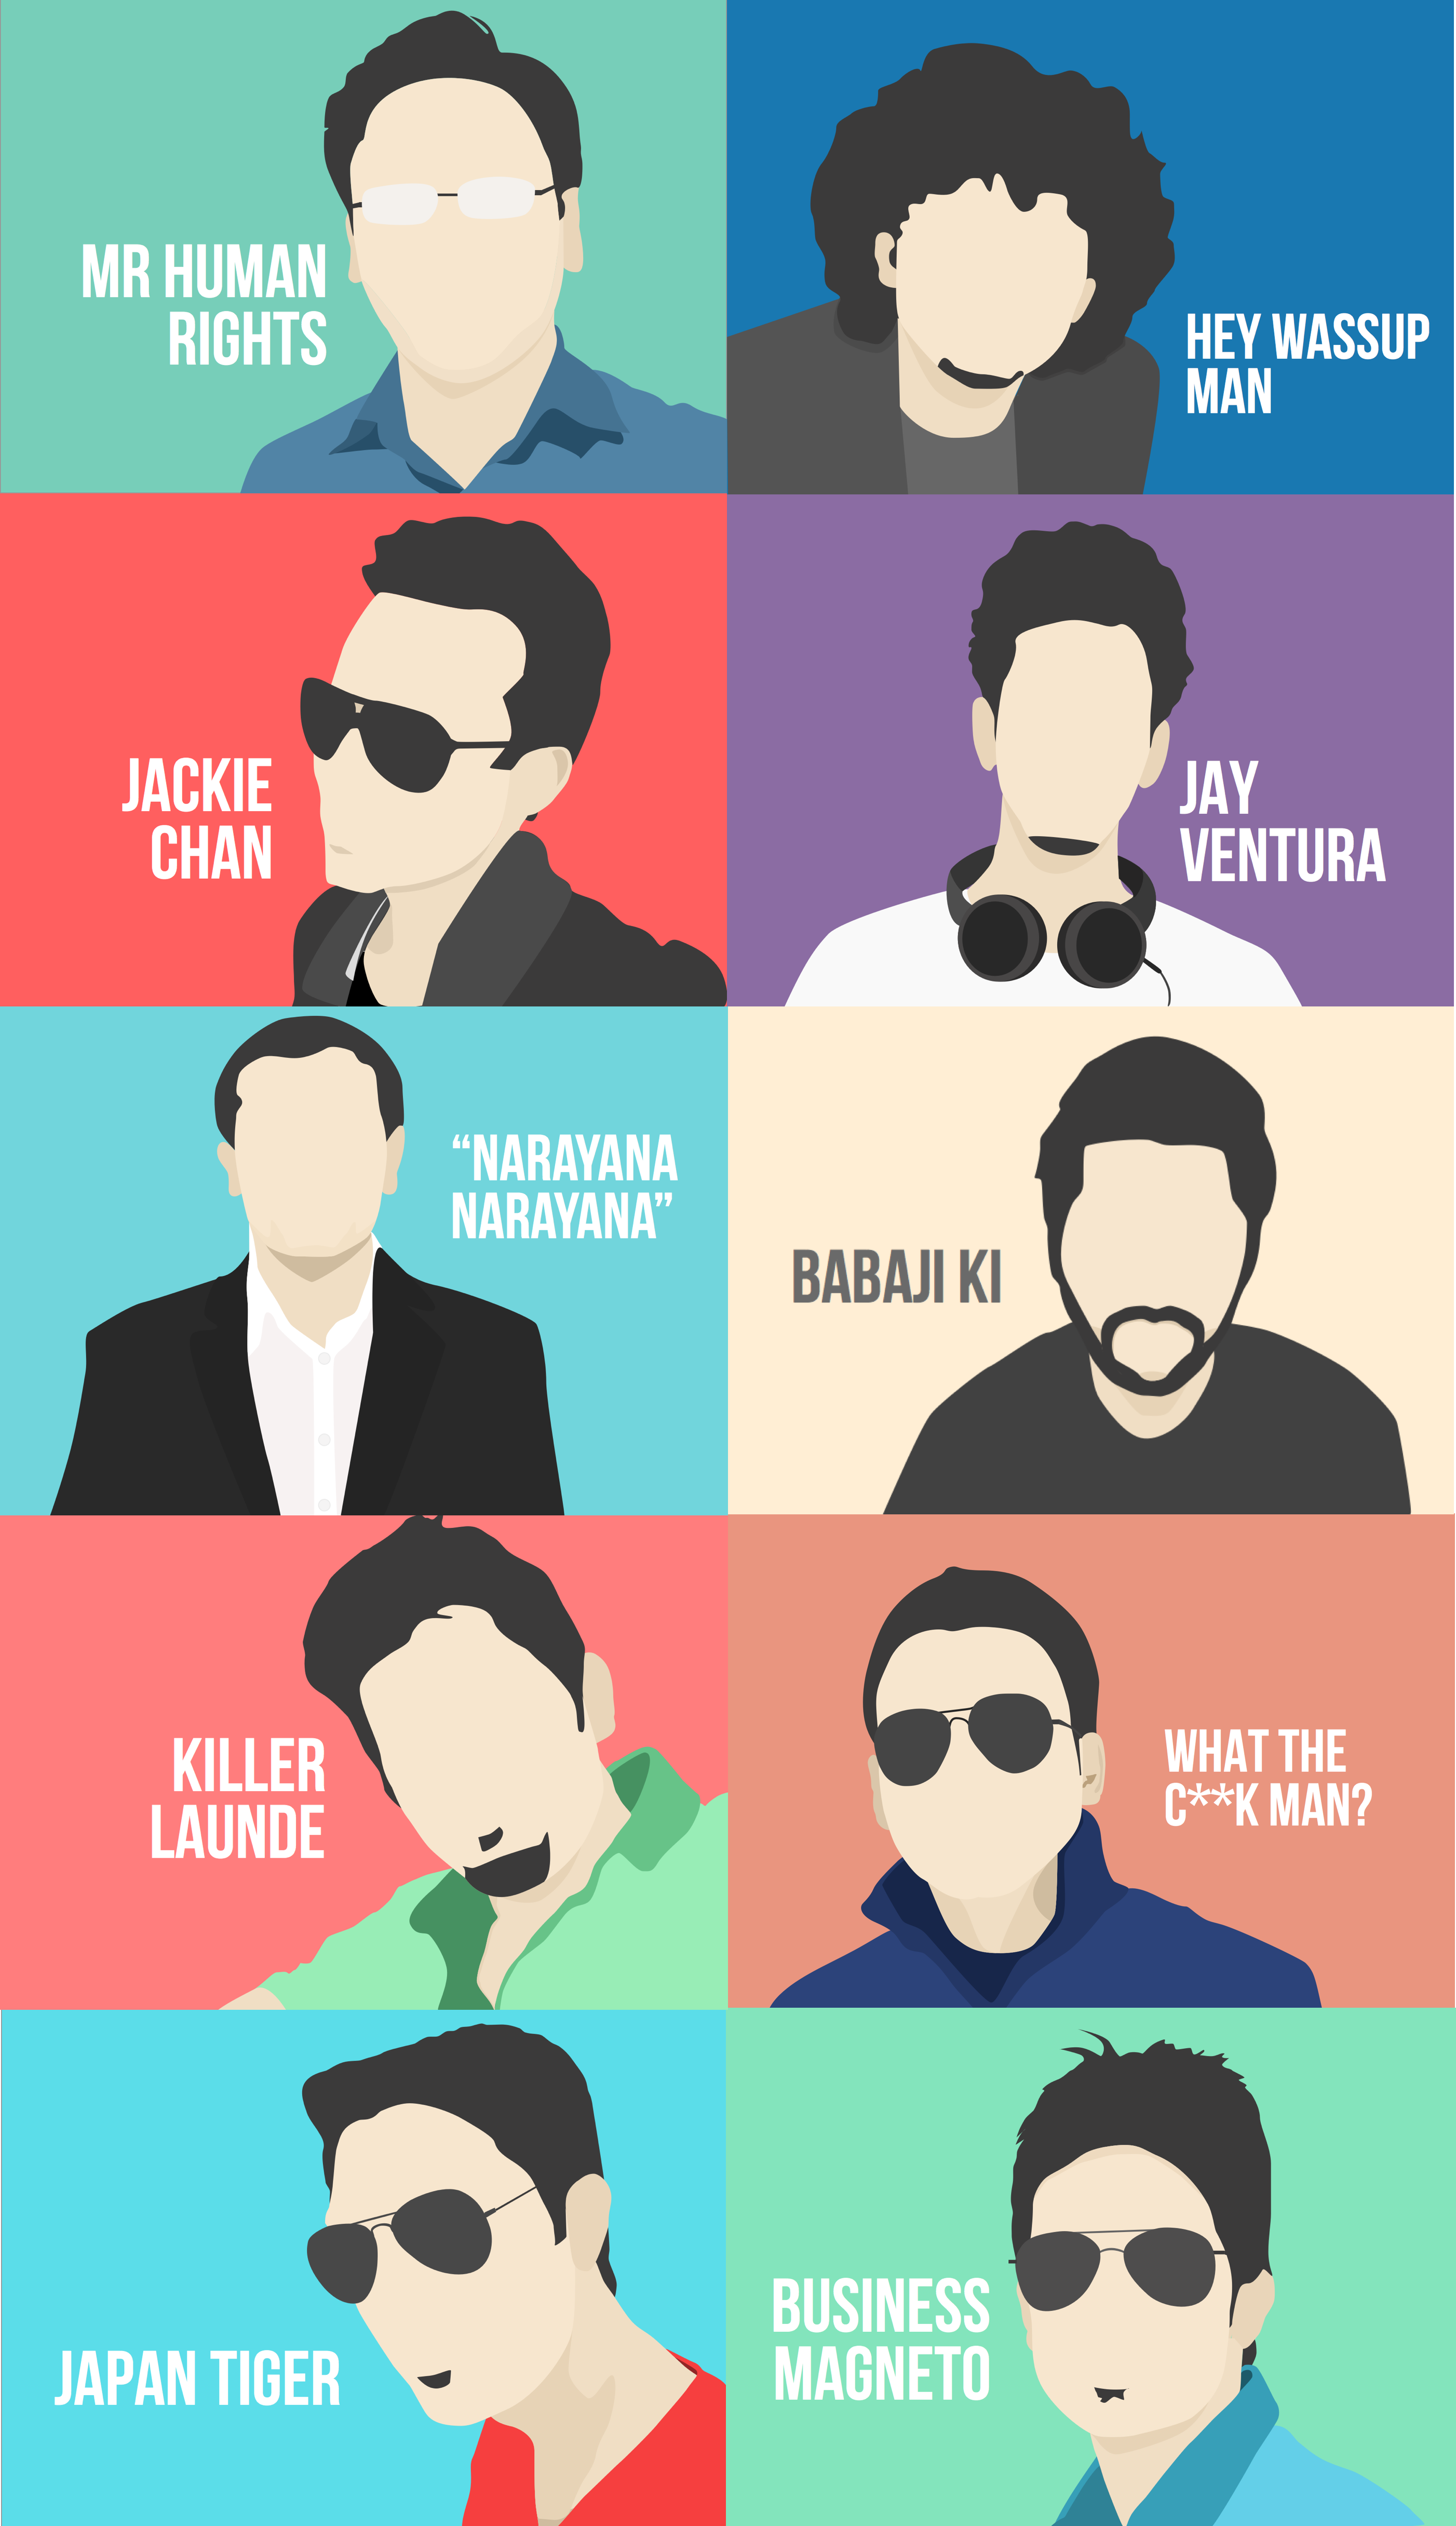 MR HUMAN
RIGHTS
HEY WASSUP
MAN
JACKIE
CHAN
JAY
VENTURA
“NARAYANA
NARAYANA”
BABAJI KI
KILLER
LAUNDE
WHAT THE
C**K MAN?
JAPAN TIGER
BUSINESS
MAGNETO